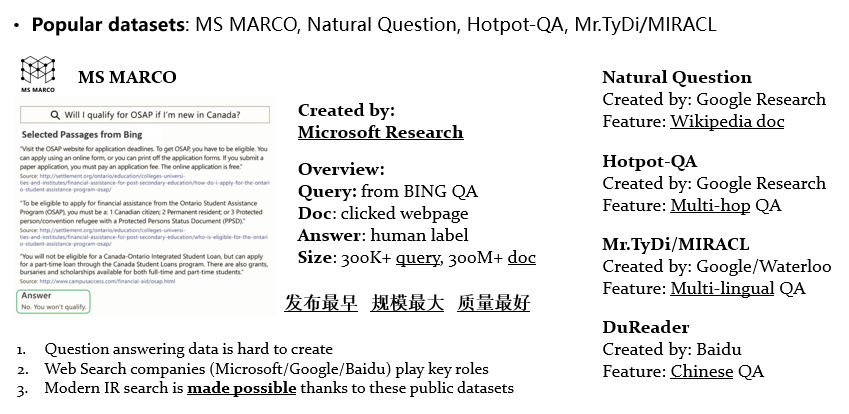 • Popular datasets: MS MARCO, Natural Question, Hotpot-QA, Mr.TyDi/MIRACL
MS MARCO
MS MARCO
Will I qualify for OSAP if I'm new in Canada?
Selected Passages from Bing
"Visit the OSAP website for application deadlines. To get OSAP, you have to be eligible. You
can apply using an online form, or you can print off the application forms. If you submit a
paper application, you must pay an application fee. The online application is free."
Source: http://settlement.org/ontario/education/colleges-universi-
ties-and-institutes/financial-assistance-for-post-secondary-education/how-do-i-apply-for-the-ontari
o-student-assistance-program-osap/
"To be eligible to apply for financial assistance from the Ontario Student Assistance
Program (OSAP), you must be a: 1 Canadian citizen; 2 Permanent resident; or 3 Protected
person/convention refugee with a Protected Persons Status Document (PPSD)."
Source: http://settlement.org/ontario/education/colleges-universi-
ties-and-institutes/financial-assistance-for-post-secondary-education/who-is-eligible-for-the-ontari
o-student-assistance-program-osap/
"You will not be eligible for a Canada-Ontario Integrated Student Loan, but can apply
for a part-time loan through the Canada Student Loans program. There are also grants,
bursaries and scholarships available for both full-time and part-time students."
Source: http://www.campusaccess.com/financial-aid/osap.html
Answer
No. You won't qualify.
Created by:
Microsoft Research
Overview:
Query: from BING QA
Doc: clicked webpage
Answer: human label
Size: 300K+ query, 300M+ doc
发布最早 规模最大 质量最好
Natural Question
Created by: Google Research
Feature: Wikipedia doc
Hotpot-QA
Created by: Google Research
Feature: Multi-hop QA
Mr.TyDi/MIRACL
Created by: Google/Waterloo
Feature: Multi-lingual QA
DuReader
Created by: Baidu
Feature: Chinese QA
1. Question answering data is hard to create
2. Web Search companies (Microsoft/Google/Baidu) play key roles
3. Modern IR search is made possible thanks to these public datasets